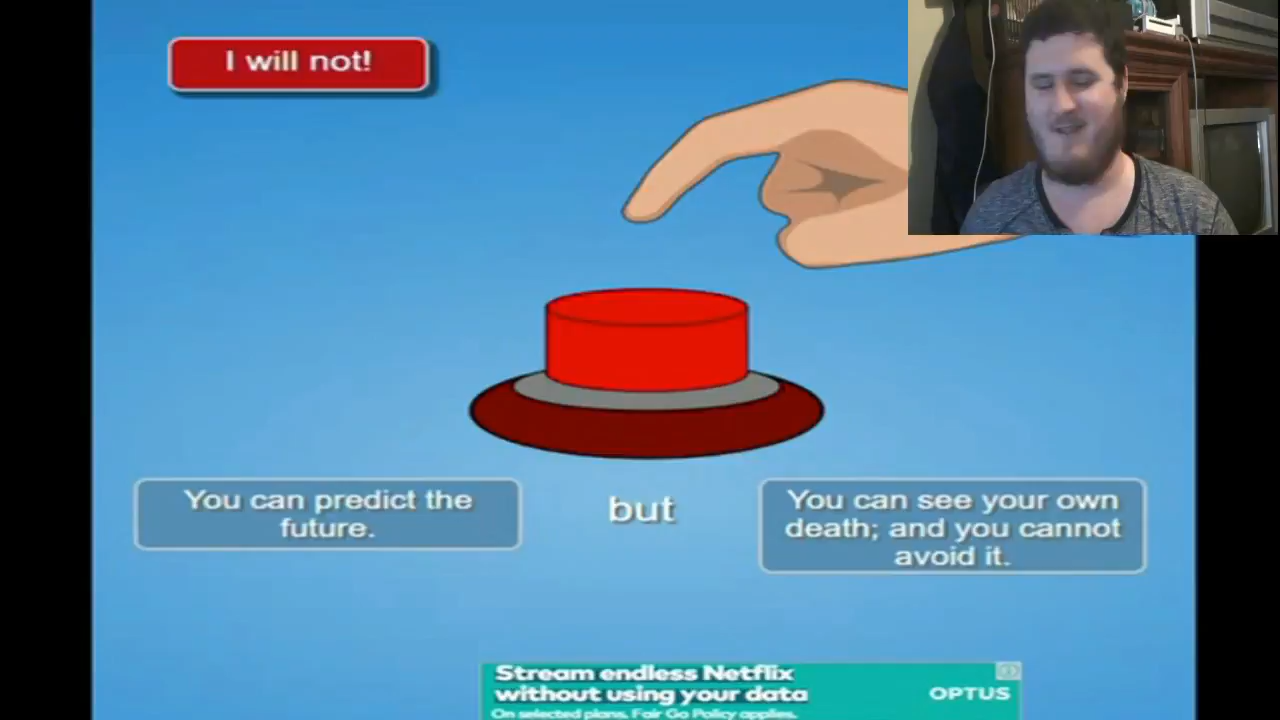 I will not!
You can predict the
future.
but
You can see your own
death; and you cannot
avoid it.
Stream endless Netflix
without using your data
On selected plans. Fair Go Policy applies.
OPTUS